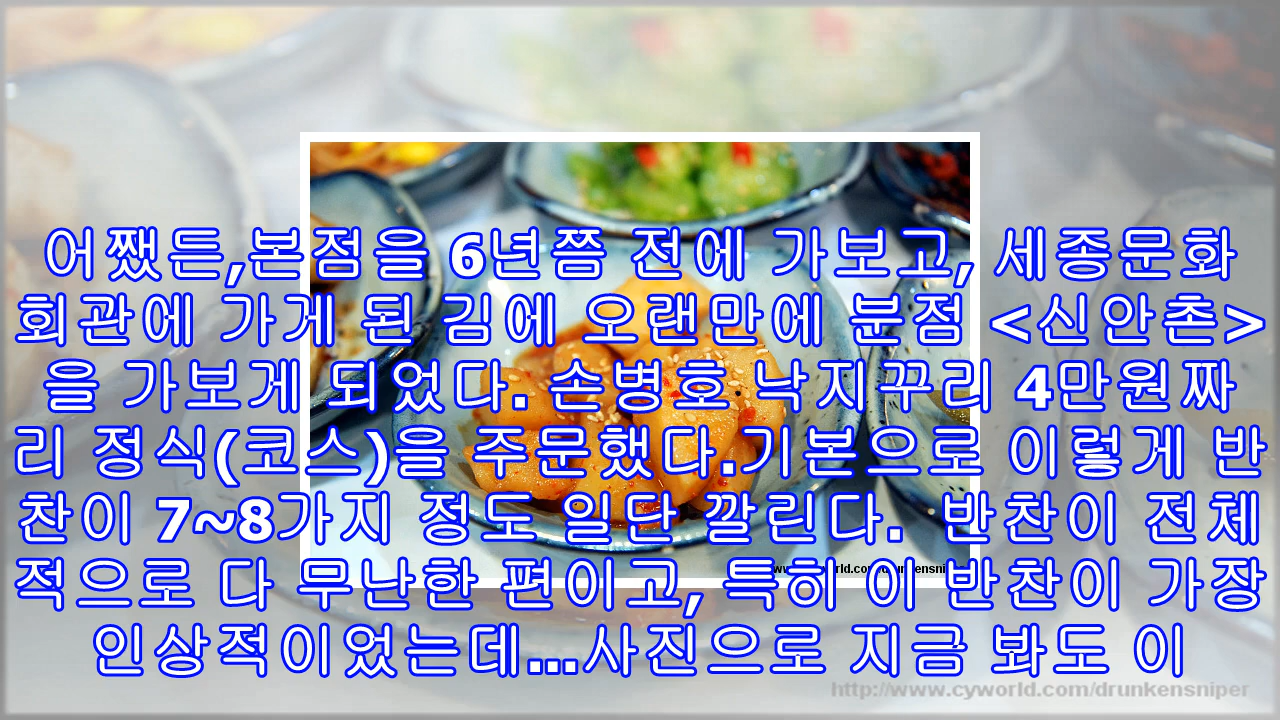 어쨌든,본점을 6년쯤 전에 가보고, 세종문화
회관에 가게 된 김에 오랜만에 분점 <신안촌>
을 가보게 되었다. 손병호 낙지꾸리 4만원짜
리 정식(코스)을 주문했다.기본으로 이렇게 반
찬이 7~8가지 정도 일단 깔린다. 반찬이 전체
적으로 다 무난한 편이고, 특히 이 반찬이 가장
인상적이었는데...사진으로 지금 봐도 이
http://www.cyworld.com/drunkensniper